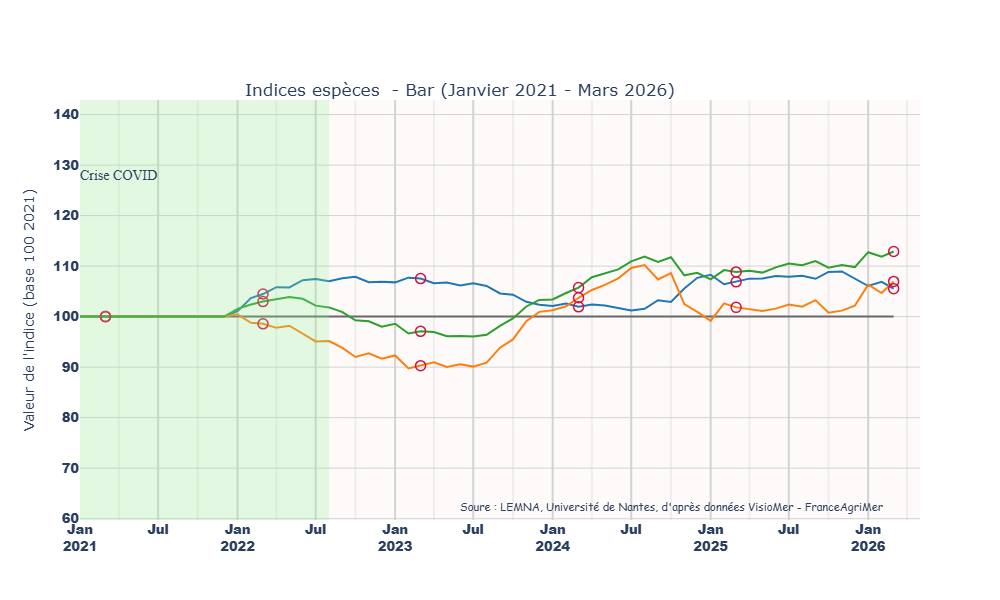 Indices espèces  - Bar (Janvier 2021 - Mars 2026)
Valeur de l'indice (base 100 2021)
140
130
120
110
100
90
80
70
60
Crise COVID
Soure : LEMNA, Université de Nantes, d'après données VisioMer - FranceAgriMer
Jan Jul Jan Jul Jan Jul Jan Jul Jan Jul Jan
2021 2022 2023 2024 2025 2026